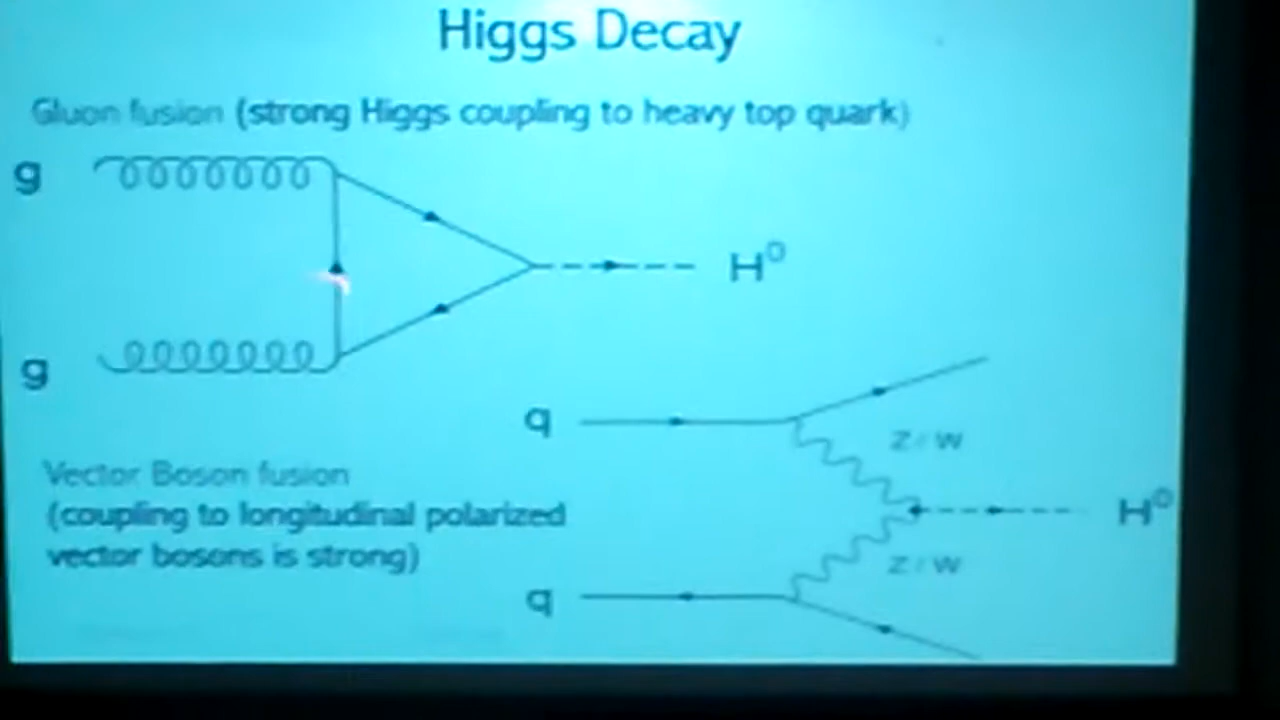 Higgs Decay
Gluon fusion (strong Higgs coupling to heavy top quark)
g
H⁰
g
q
Z / W
Vector Boson fusion
(coupling to longitudinal polarized
vector bosons is strong)
H⁰
Z / W
q